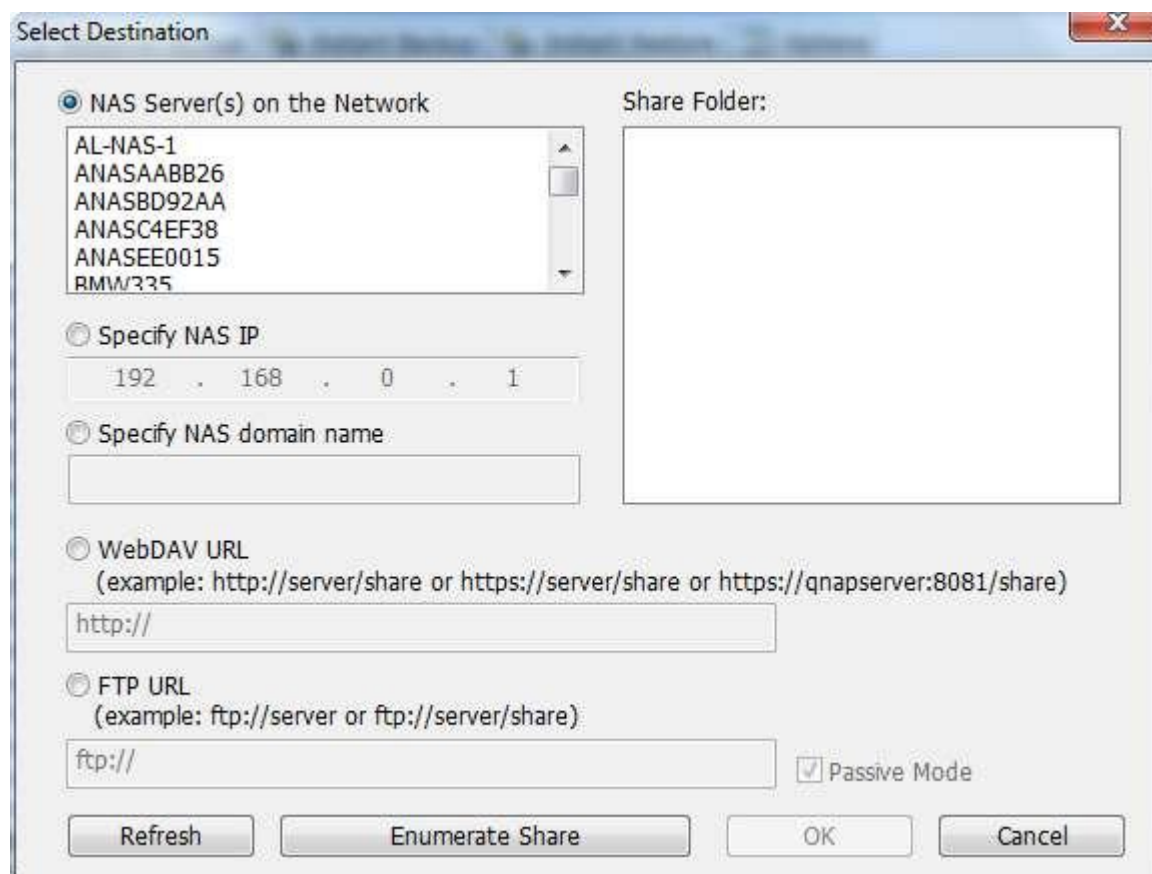 Select Destination
NAS Server(s) on the Network
AL-NAS-1
ANASAABB26
ANASBD92AA
ANASC4EF38
ANASEE0015
BMW335
Specify NAS IP
192 . 168 . 0 . 1
Specify NAS domain name
Share Folder:
WebDAV URL
(example: http://server/share or https://server/share or https://qnapserver:8081/share)
http://
FTP URL
(example: ftp://server or ftp://server/share)
ftp://
Passive Mode
Refresh
Enumerate Share
OK
Cancel